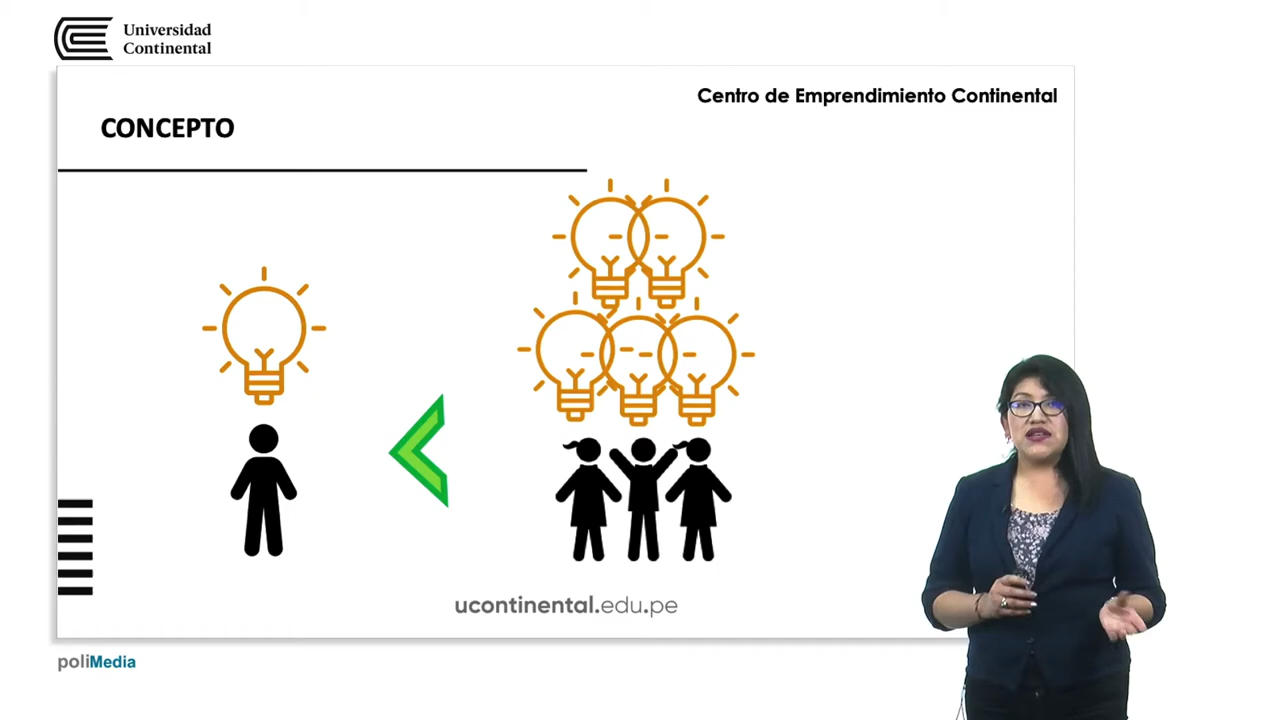 Universidad
Continental
Centro de Emprendimiento Continental
CONCEPTO
ucontinental.edu.pe
poliMedia